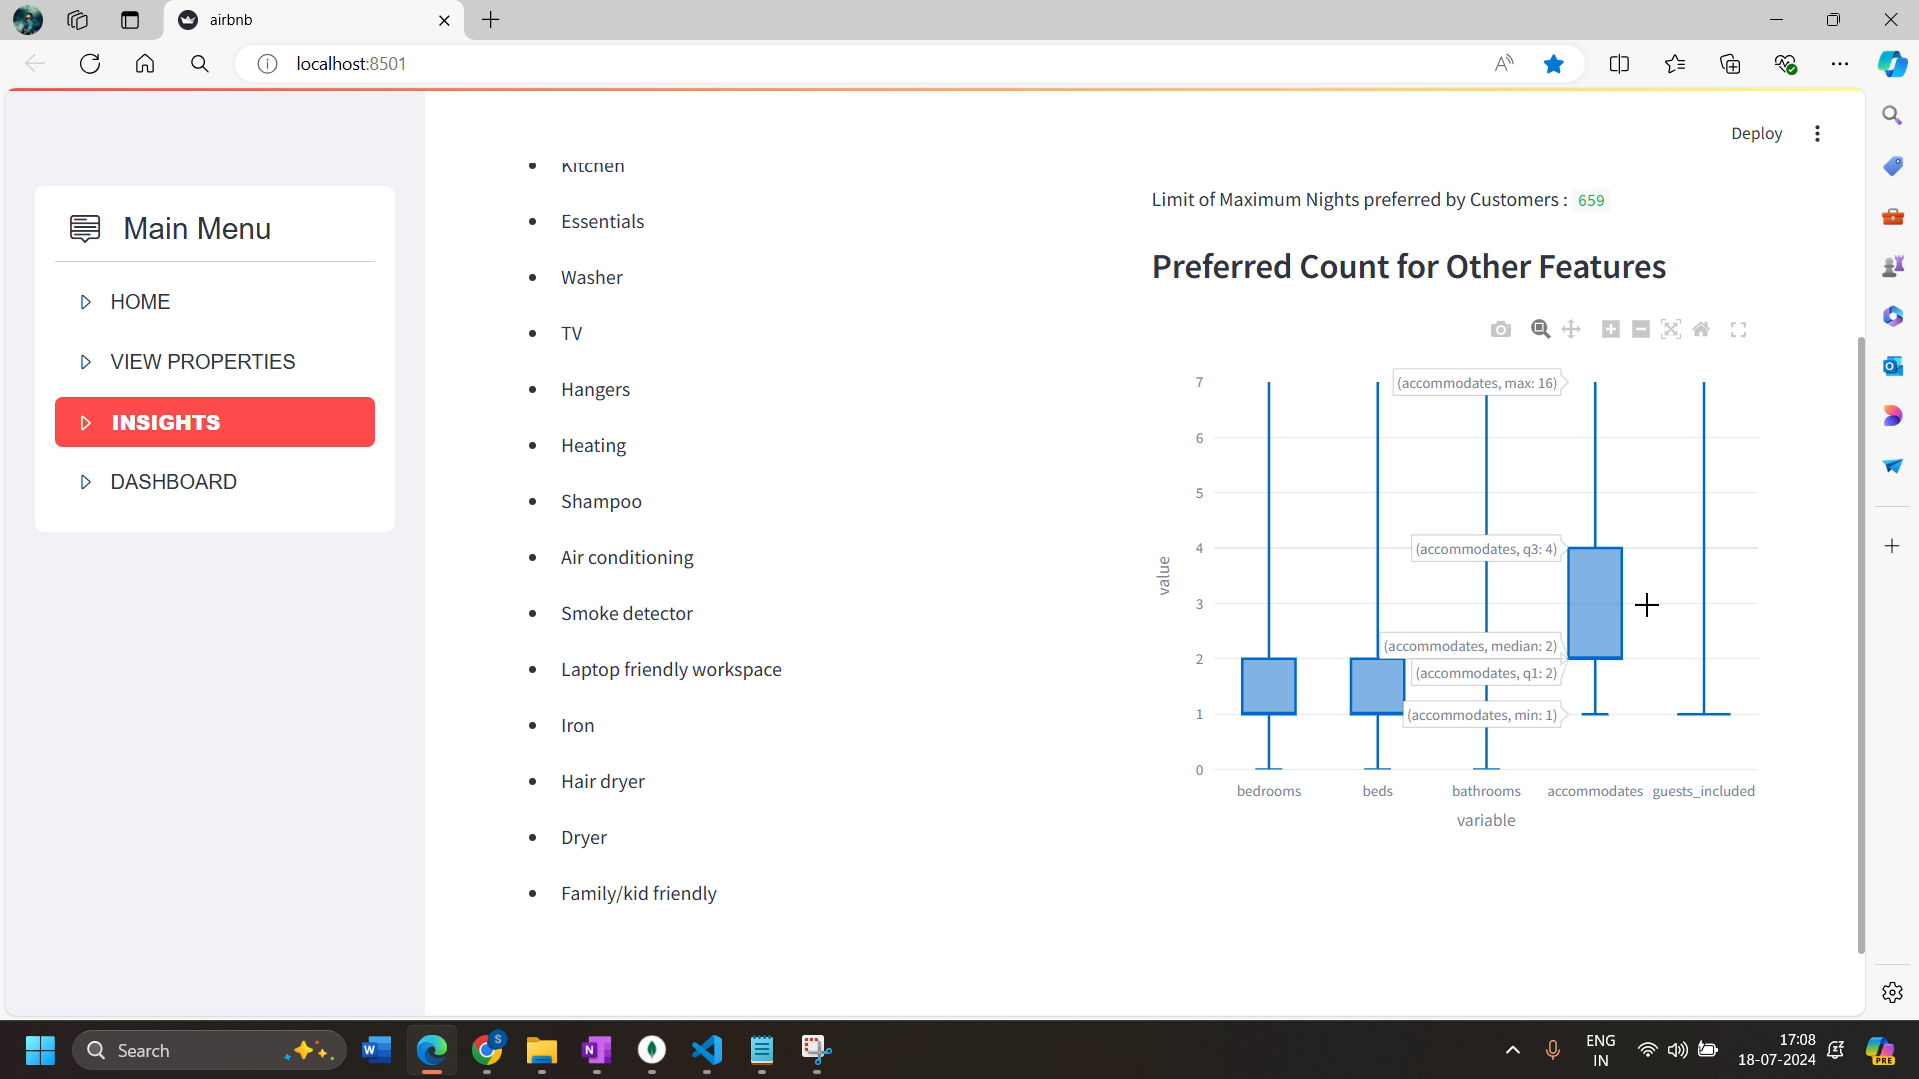 airbnb
localhost:8501
Deploy
Main Menu
HOME
VIEW PROPERTIES
INSIGHTS
DASHBOARD
Kitchen
Essentials
Washer
TV
Hangers
Heating
Shampoo
Air conditioning
Smoke detector
Laptop friendly workspace
Iron
Hair dryer
Dryer
Family/kid friendly
Limit of Maximum Nights preferred by Customers : 659
Preferred Count for Other Features
7
6
5
4
3
2
1
0
value
(accommodates, max: 16)
(accommodates, q3: 4)
(accommodates, median: 2)
(accommodates, q1: 2)
(accommodates, min: 1)
bedrooms beds bathrooms accommodates guests_included
variable
Search
S
N
ENG
IN
17:08
18-07-2024
PRE